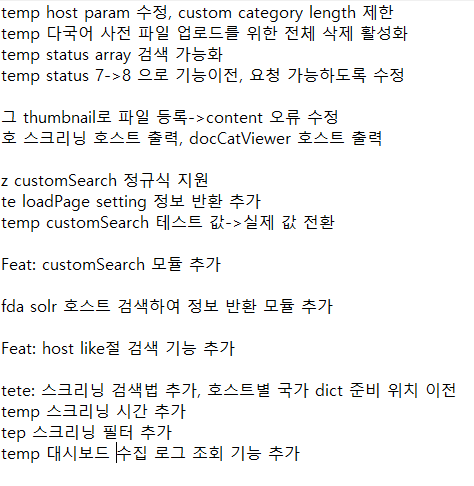 temp host param 수정, custom category length 제한
temp 다국어 사전 파일 업로드를 위한 전체 삭제 활성화
temp status array 검색 가능화
temp status 7->8 으로 기능이전, 요청 가능하도록 수정
그 thumbnail로 파일 등록->content 오류 수정
호 스크리닝 호스트 출력, docCatViewer 호스트 출력
z customSearch 정규식 지원
te loadPage setting 정보 반환 추가
temp customSearch 테스트 값->실제 값 전환
Feat: customSearch 모듈 추가
fda solr 호스트 검색하여 정보 반환 모듈 추가
Feat: host like절 검색 기능 추가
tete: 스크리닝 검색법 추가, 호스트별 국가 dict 준비 위치 이전
temp 스크리닝 시간 추가
tep 스크리닝 필터 추가
temp 대시보드 수집 로그 조회 기능 추가